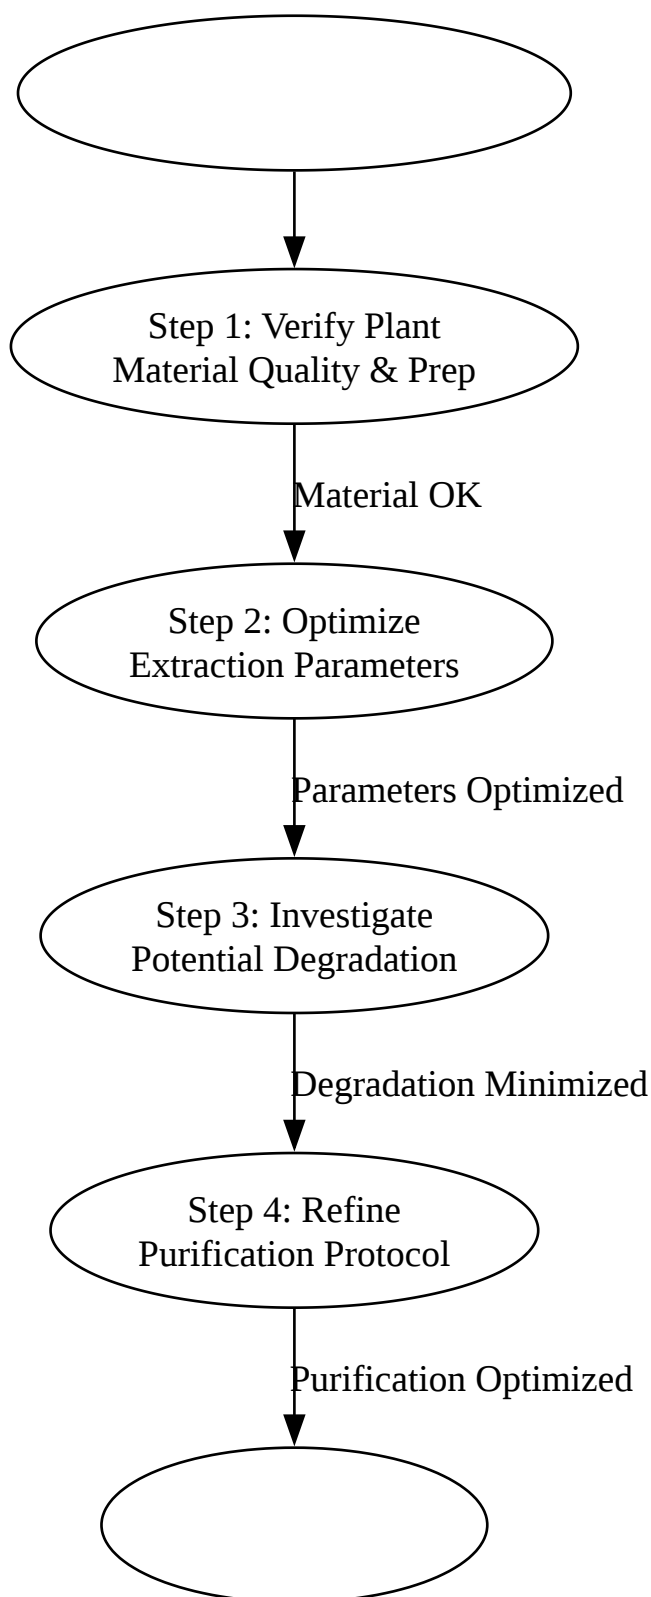 Step 1: Verify Plant
Material Quality & Prep
Material OK
Step 2: Optimize
Extraction Parameters
Parameters Optimized
Step 3: Investigate
Potential Degradation
Degradation Minimized
Step 4: Refine
Purification Protocol
Purification Optimized